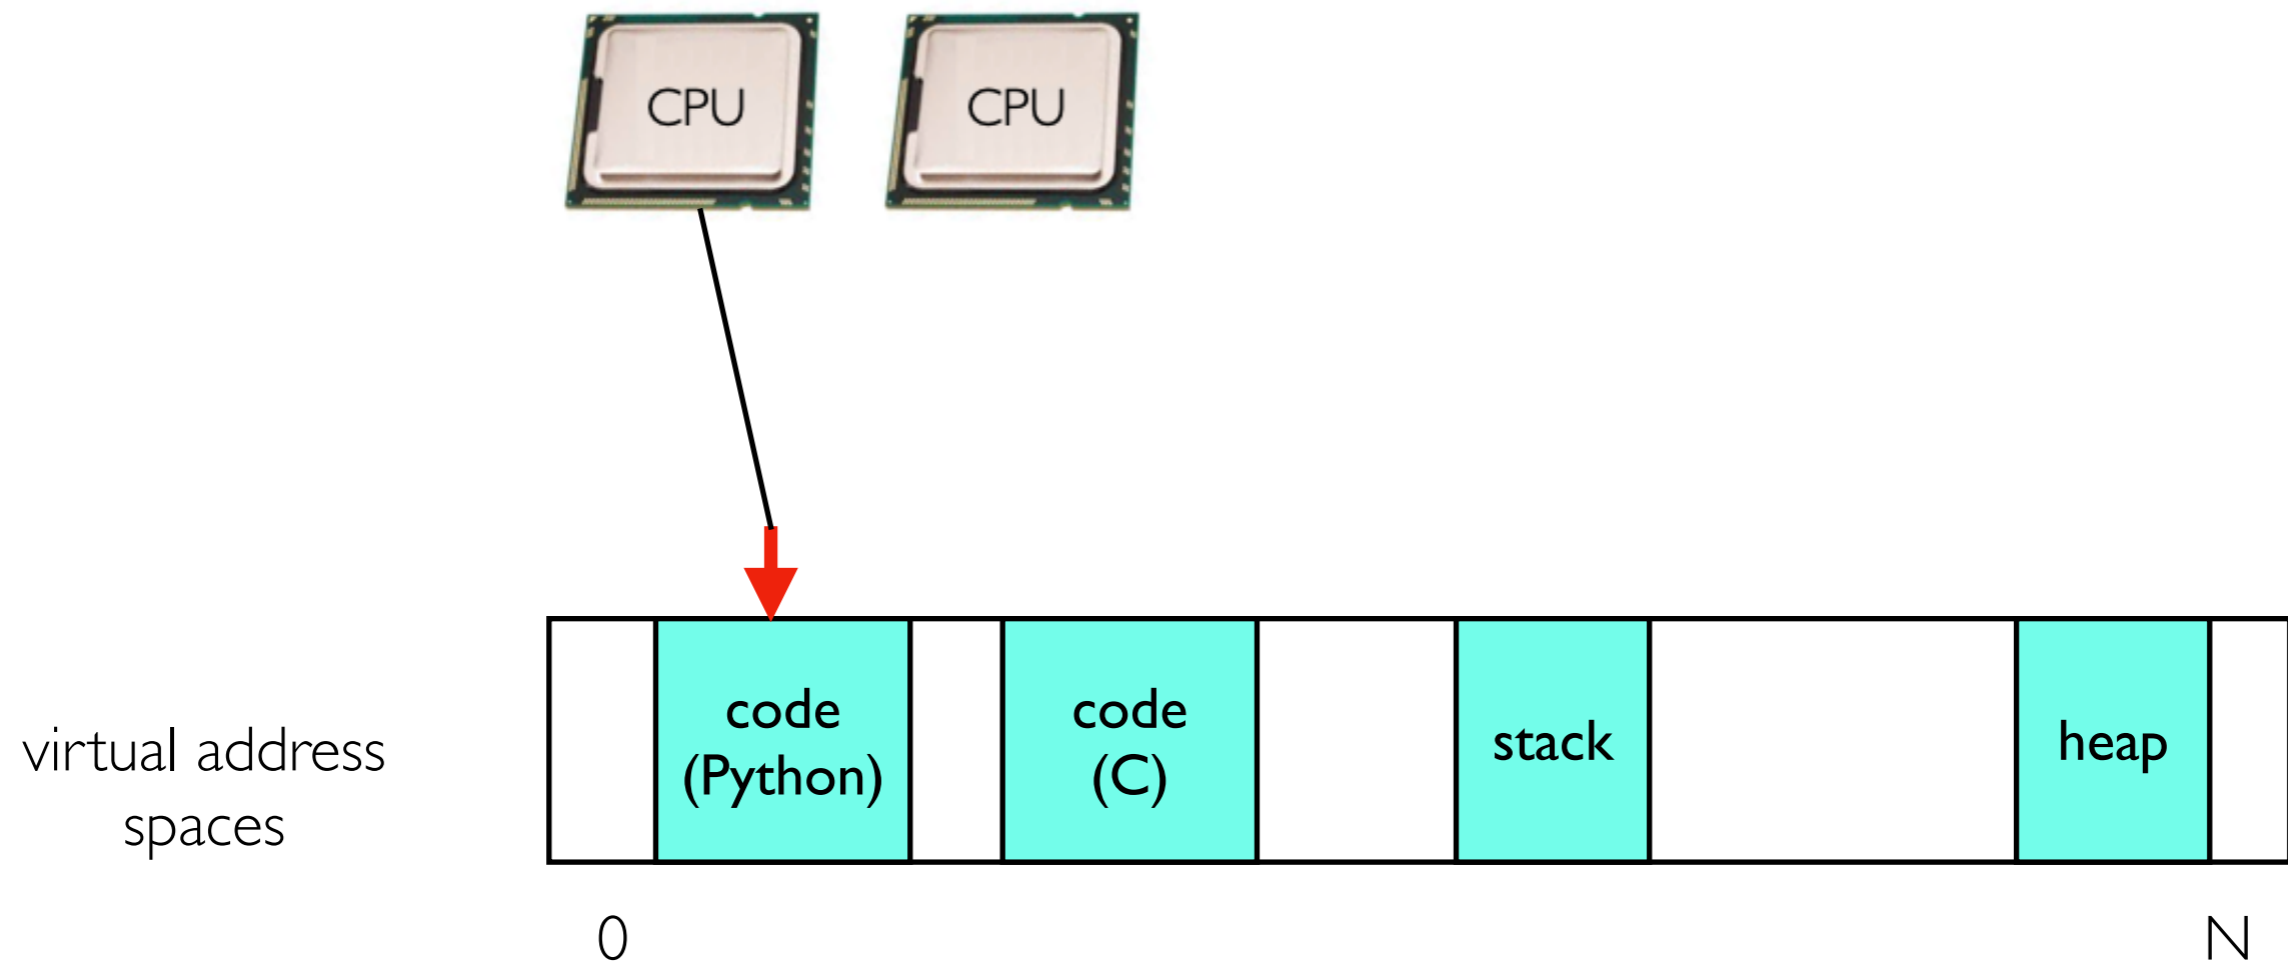 CPU
CPU
code
(Python)
code
(C)
stack
heap
virtual address
spaces
0
N